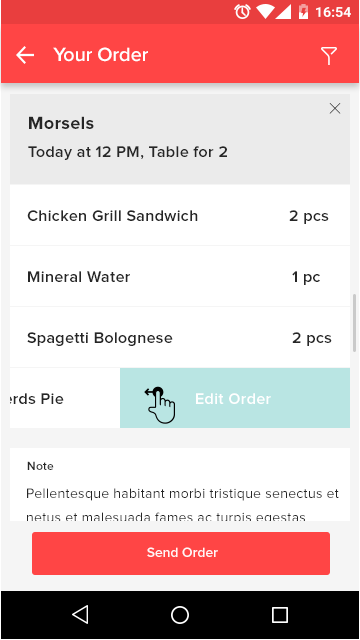 16:54
Your Order
Morsels
Today at 12 PM, Table for 2
Chicken Grill Sandwich 2 pcs
Mineral Water 1 pc
Spagetti Bolognese 2 pcs
erds Pie Edit Order
Note
Pellentesque habitant morbi tristique senectus et
netus et malesuada fames ac turpis egestas
Send Order